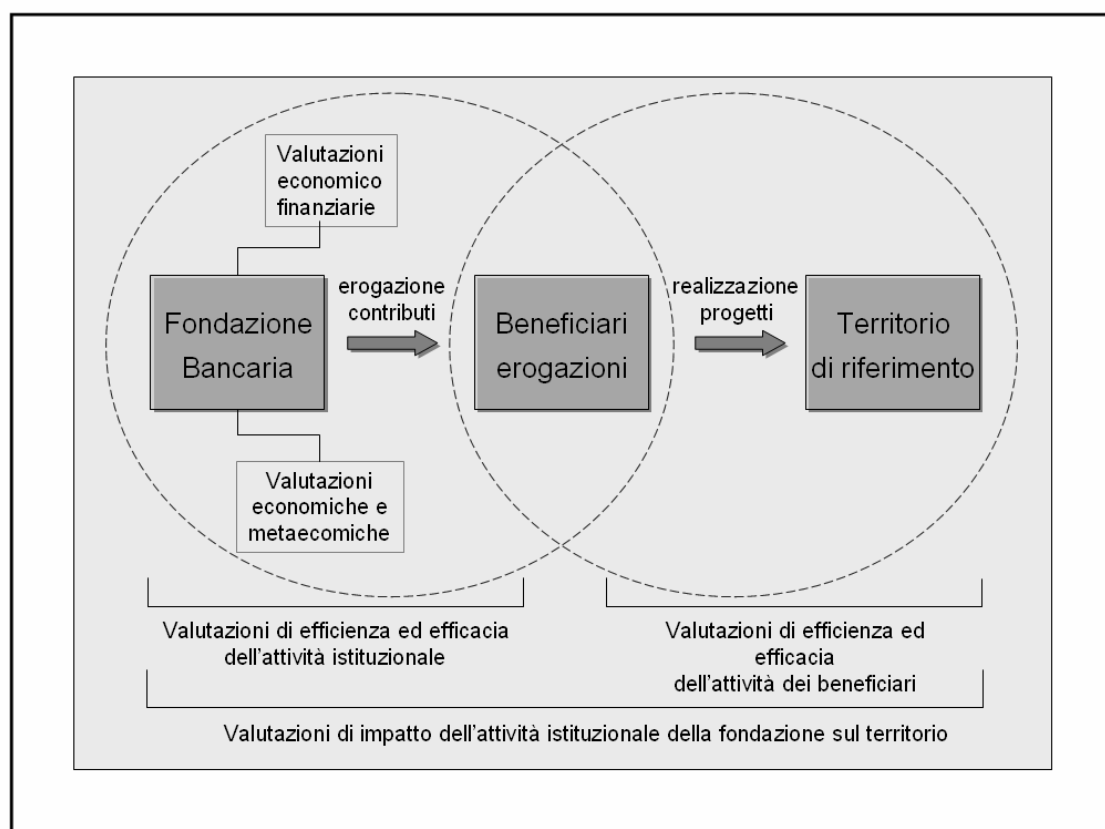 Valutazioni
economico
finanziarie
Fondazione
Bancaria
erogazione
contributi
Beneficiari
erogazioni
realizzazione
progetti
Territorio
di riferimento
Valutazioni
economiche e
metaecomiche
Valutazioni di efficienza ed efficacia
dell'attività istituzionale
Valutazioni di efficienza ed
efficacia
dell'attività dei beneficiari
Valutazioni di impatto dell'attività istituzionale della fondazione sul territorio